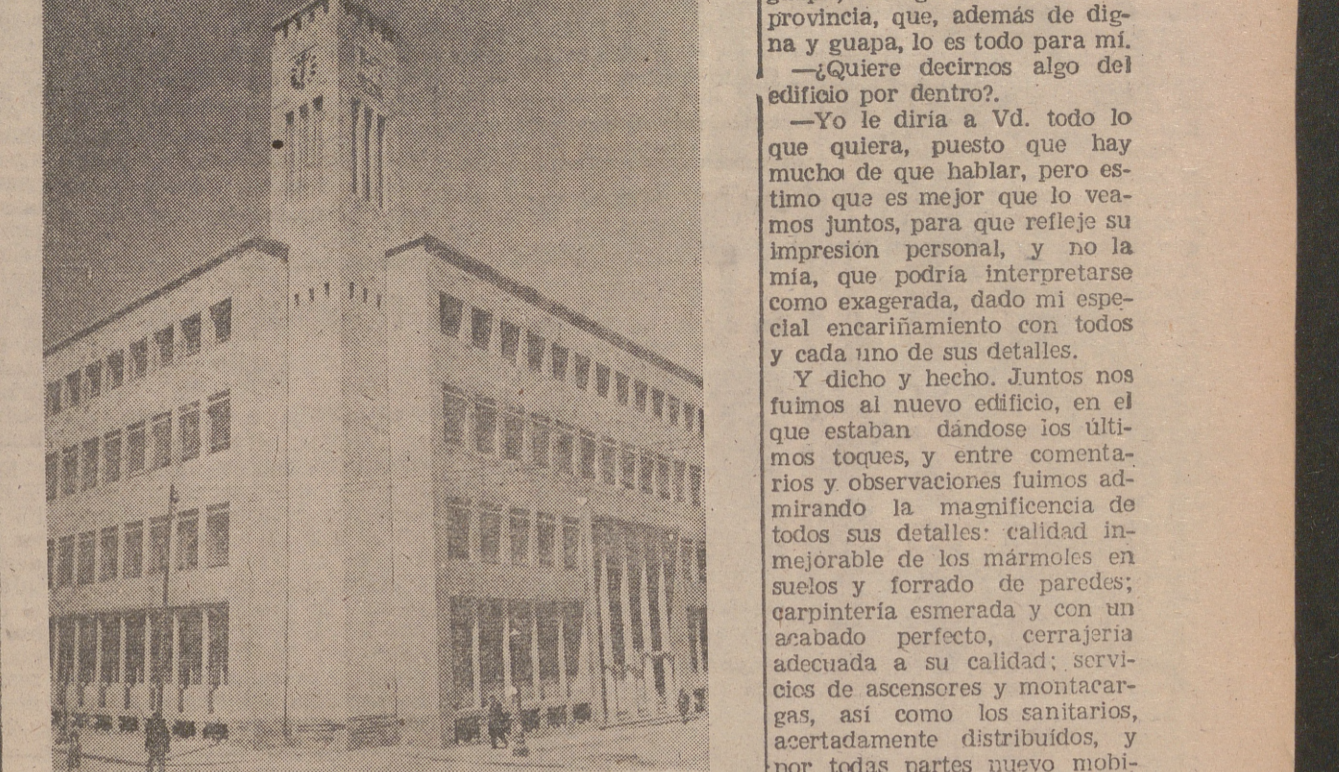 provincia, que, además de dig-
na y guapa, lo es todo para mí.
—¿Quiere decirnos algo del
edificio por dentro?.
—Yo le diría a Vd. todo lo
que quiera, puesto que hay
mucho de que hablar, pero es-
timo que es mejor que lo vea-
mos juntos, para que refleje su
impresión personal, y no la
mía, que podría interpretarse
como exagerada, dado mi espe-
cial encariñamiento con todos
y cada uno de sus detalles.
Y dicho y hecho. Juntos nos
fuimos al nuevo edificio, en el
que estaban dándose los últi-
mos toques, y entre comenta-
rios y observaciones fuimos ad-
mirando la magnificencia de
todos sus detalles: calidad in-
mejorable de los mármoles en
suelos y forrado de paredes;
carpintería esmerada y con un
acabado perfecto, cerrajería
adecuada a su calidad; servi-
cios de ascensores y montacar-
gas, así como los sanitarios,
acertadamente distribuídos, y
por todas partes nuevo mobi-